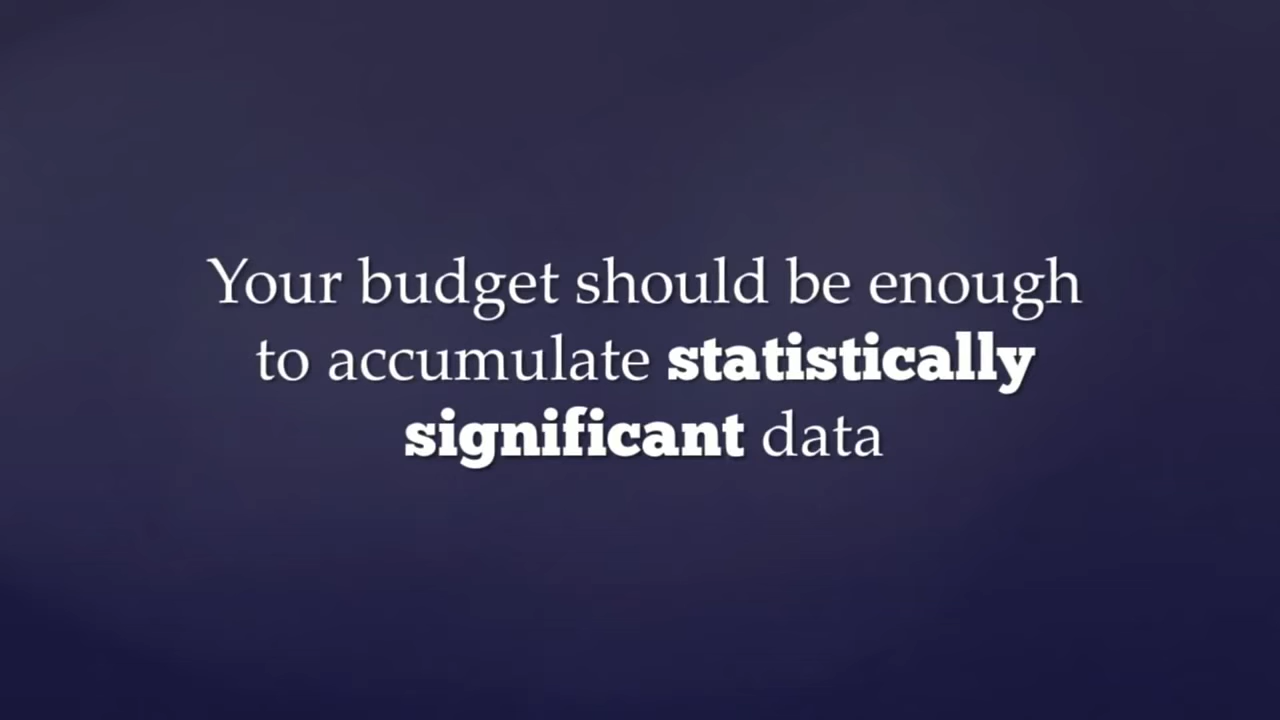 Your budget should be enough
to accumulate statistically
significant data